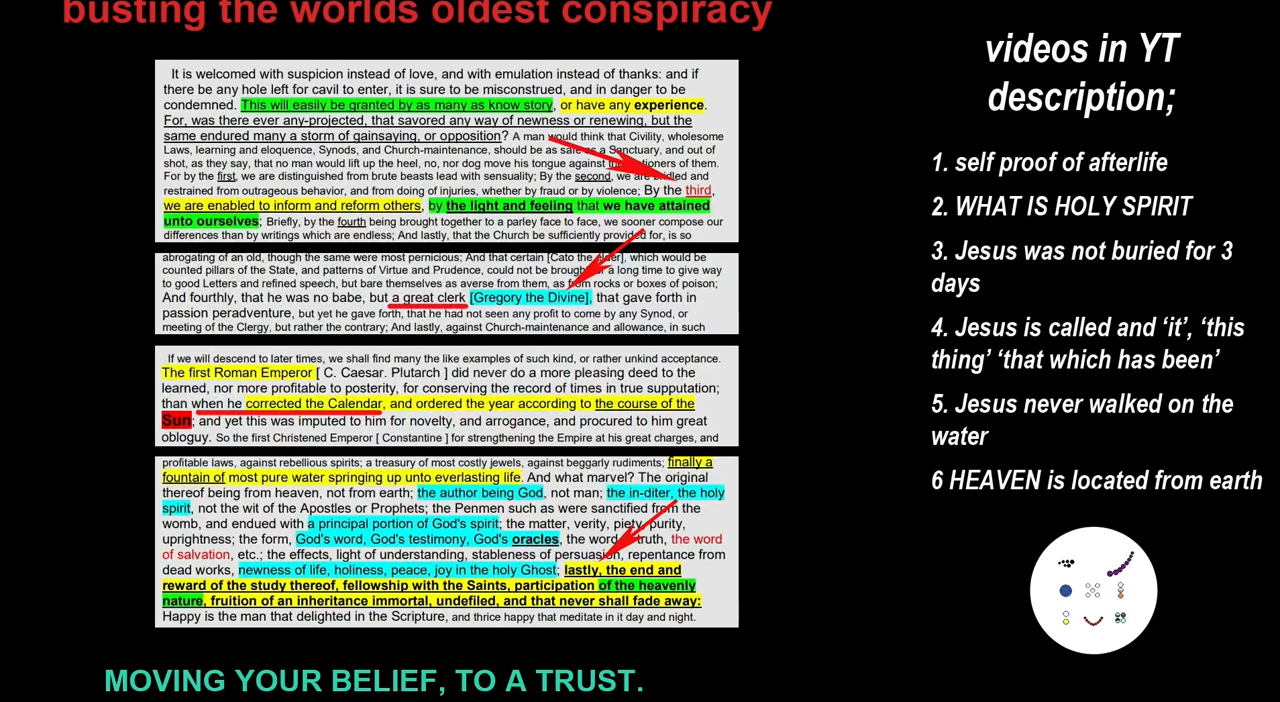 busting the worlds oldest conspiracy
It is welcomed with suspicion instead of love, and with emulation instead of thanks: and if
there be any hole left for cavil to enter, it is sure to be misconstrued, and in danger to be
condemned. This will easily be granted by as many as know story, or have any experience.
For, was there ever any-projected, that savored any way of newness or renewing, but the
same endured many a storm of gainsaying, or opposition? A man would think that Civility, wholesome
Laws, learning and eloquence, Synods, and Church-maintenance, should be as safe as a Sanctuary, and out of
shot, as they say, that no man would lift up the heel, no, nor dog move his tongue against the motioners of them.
For by the first, we are distinguished from brute beasts lead with sensuality; By the second, we are bridled and
restrained from outrageous behavior, and from doing of injuries, whether by fraud or by violence; By the third,
we are enabled to inform and reform others, by the light and feeling that we have attained
unto ourselves; Briefly, by the fourth being brought together to a parley face to face, we sooner compose our
differences than by writings which are endless; And lastly, that the Church be sufficiently provided for, is so
abrogating of an old, though the same were most pernicious; And that certain [Cato the elder], which would be
counted pillars of the State, and patterns of Virtue and Prudence, could not be brought for a long time to give way
to good Letters and refined speech, but bare themselves as averse from them, as from rocks or boxes of poison;
And fourthly, that he was no babe, but a great clerk [Gregory the Divine], that gave forth in
passion peradventure, but yet he gave forth, that he had not seen any profit to come by any Synod, or
meeting of the Clergy, but rather the contrary; And lastly, against Church-maintenance and allowance, in such
If we will descend to later times, we shall find many the like examples of such kind, or rather unkind acceptance.
The first Roman Emperor [ C. Caesar. Plutarch ] did never do a more pleasing deed to the
learned, nor more profitable to posterity, for conserving the record of times in true supputation;
than when he corrected the Calendar, and ordered the year according to the course of the
Sun; and yet this was imputed to him for novelty, and arrogance, and procured to him great
obloguy. So the first Christened Emperor [ Constantine ] for strengthening the Empire at his great charges, and
profitable laws, against rebellious spirits; a treasury of most costly jewels, against beggarly rudiments; finally a
fountain of most pure water springing up unto everlasting life. And what marvel? The original
thereof being from heaven, not from earth; the author being God, not man; the in-diter, the holy
spirit, not the wit of the Apostles or Prophets; the Penmen such as were sanctified from the
womb, and endued with a principal portion of God's spirit; the matter, verity, piety, purity,
uprightness; the form, God's word, God's testimony, God's oracles, the word of truth, the word
of salvation, etc.; the effects, light of understanding, stableness of persuasion, repentance from
dead works, newness of life, holiness, peace, joy in the holy Ghost; lastly, the end and
reward of the study thereof, fellowship with the Saints, participation of the heavenly
nature, fruition of an inheritance immortal, undefiled, and that never shall fade away:
Happy is the man that delighted in the Scripture, and thrice happy that meditate in it day and night.
MOVING YOUR BELIEF, TO A TRUST.
videos in YT
description;
1. self proof of afterlife
2. WHAT IS HOLY SPIRIT
3. Jesus was not buried for 3
days
4. Jesus is called and ‘it’, ‘this
thing’ ‘that which has been’
5. Jesus never walked on the
water
6 HEAVEN is located from earth